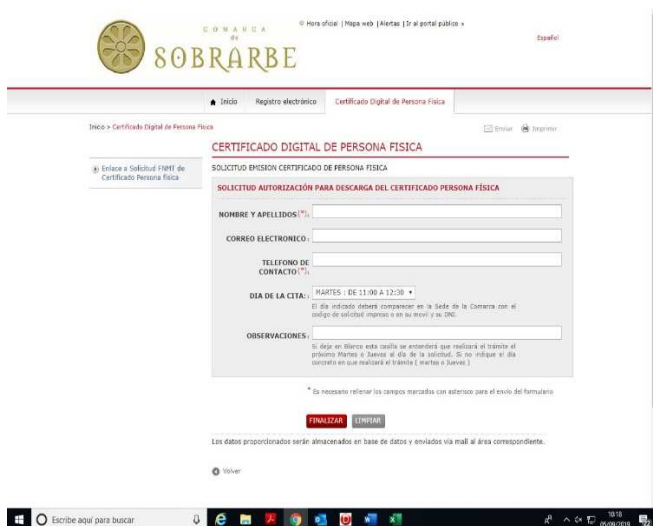 COMARCA
de
SOBRARBE
Hora oficial | Mapa web | Alertas | Ir al portal público »
Español
Inicio
Registro electrónico
Certificado Digital de Persona Física
Inicio > Certificado Digital de Persona Física
Enviar
Imprimir
CERTIFICADO DIGITAL DE PERSONA FISICA
Enlace a Solicitud FNMT de
Certificado Persona física
SOLICITUD EMISION CERTIFICADO DE PERSONA FISICA
SOLICITUD AUTORIZACIÓN PARA DESCARGA DEL CERTIFICADO PERSONA FÍSICA
NOMBRE Y APELLIDOS(*):
CORREO ELECTRONICO:
TELEFONO DE
CONTACTO(*):
DIA DE LA CITA: : MARTES : DE 11:00 A 12:30
El día indicado deberá comparecer en la Sede de la Comarca con el
codigo de solicitud impreso o en su movil y su DNI.
OBSERVACIONES:
Si deja en Blanco esta casilla se entenderá que realizará el trámite el
próximo Martes o Jueves al día de la solicitud. Si no indique el día
concreto en que realizará el trámite ( martes o Jueves )
* Es necesario rellenar los campos marcados con asterisco para el envio del formulario
FINALIZAR
LIMPIAR
Los datos proporcionados serán almacenados en base de datos y enviados via mail al área correspondiente.
Volver
Escribe aquí para buscar
10:18
05/09/2019